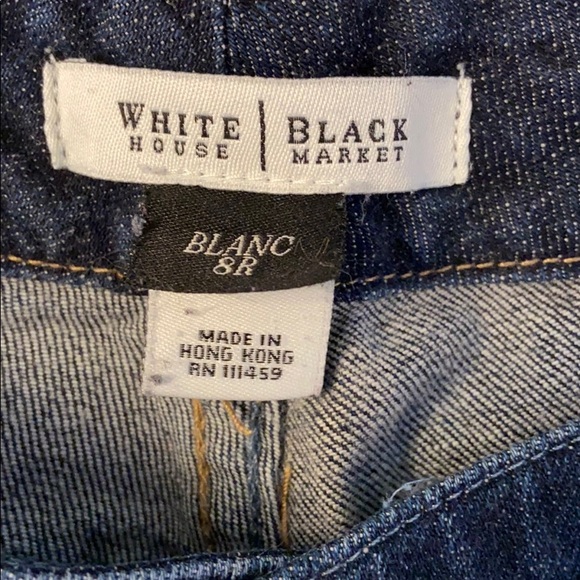 WHITE | BLACK
HOUSE | MARKET
BLANC
8R
MADE IN
HONG KONG
RN 111459